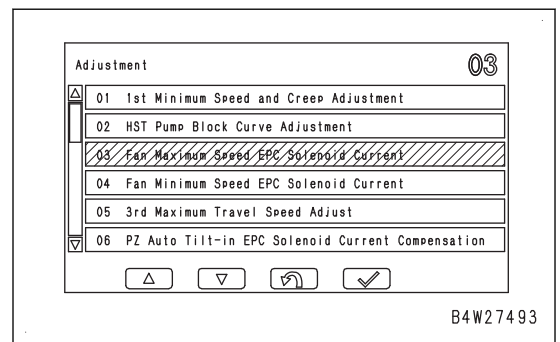 Adjustment 03
01 1st Minimum Speed and Creep Adjustment
02 HST Pump Block Curve Adjustment
03 Fan Maximum Speed EPC Solenoid Current
04 Fan Minimum Speed EPC Solenoid Current
05 3rd Maximum Travel Speed Adjust
06 PZ Auto Tilt-in EPC Solenoid Current Compensation
B4W27493